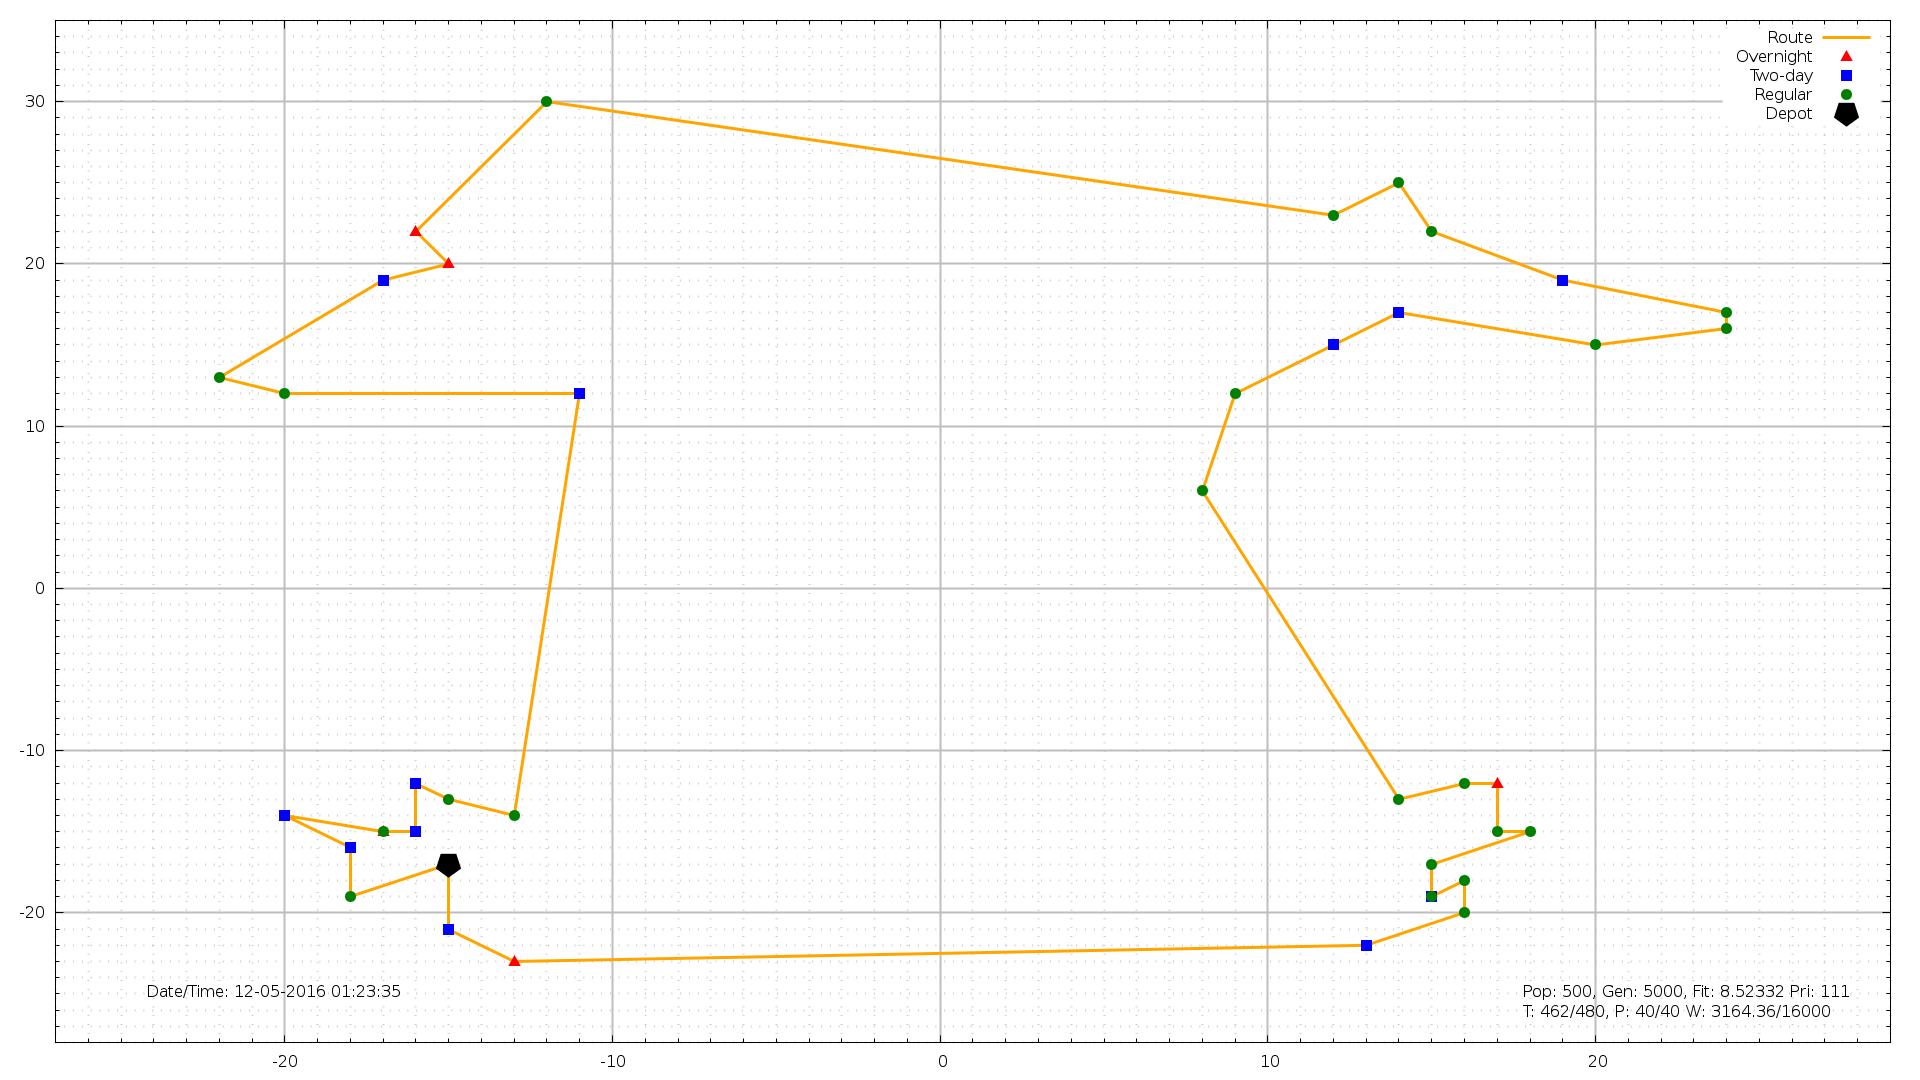 Route
Overnight
Two-day
Regular
Depot
30
20
10
0
-10
-20
Date/Time: 12-05-2016 01:23:35
Pop: 500, Gen: 5000, Fit: 8.52332 Pri: 111
T: 462/480, P: 40/40 W: 3164.36/16000
-20 -10 0 10 20